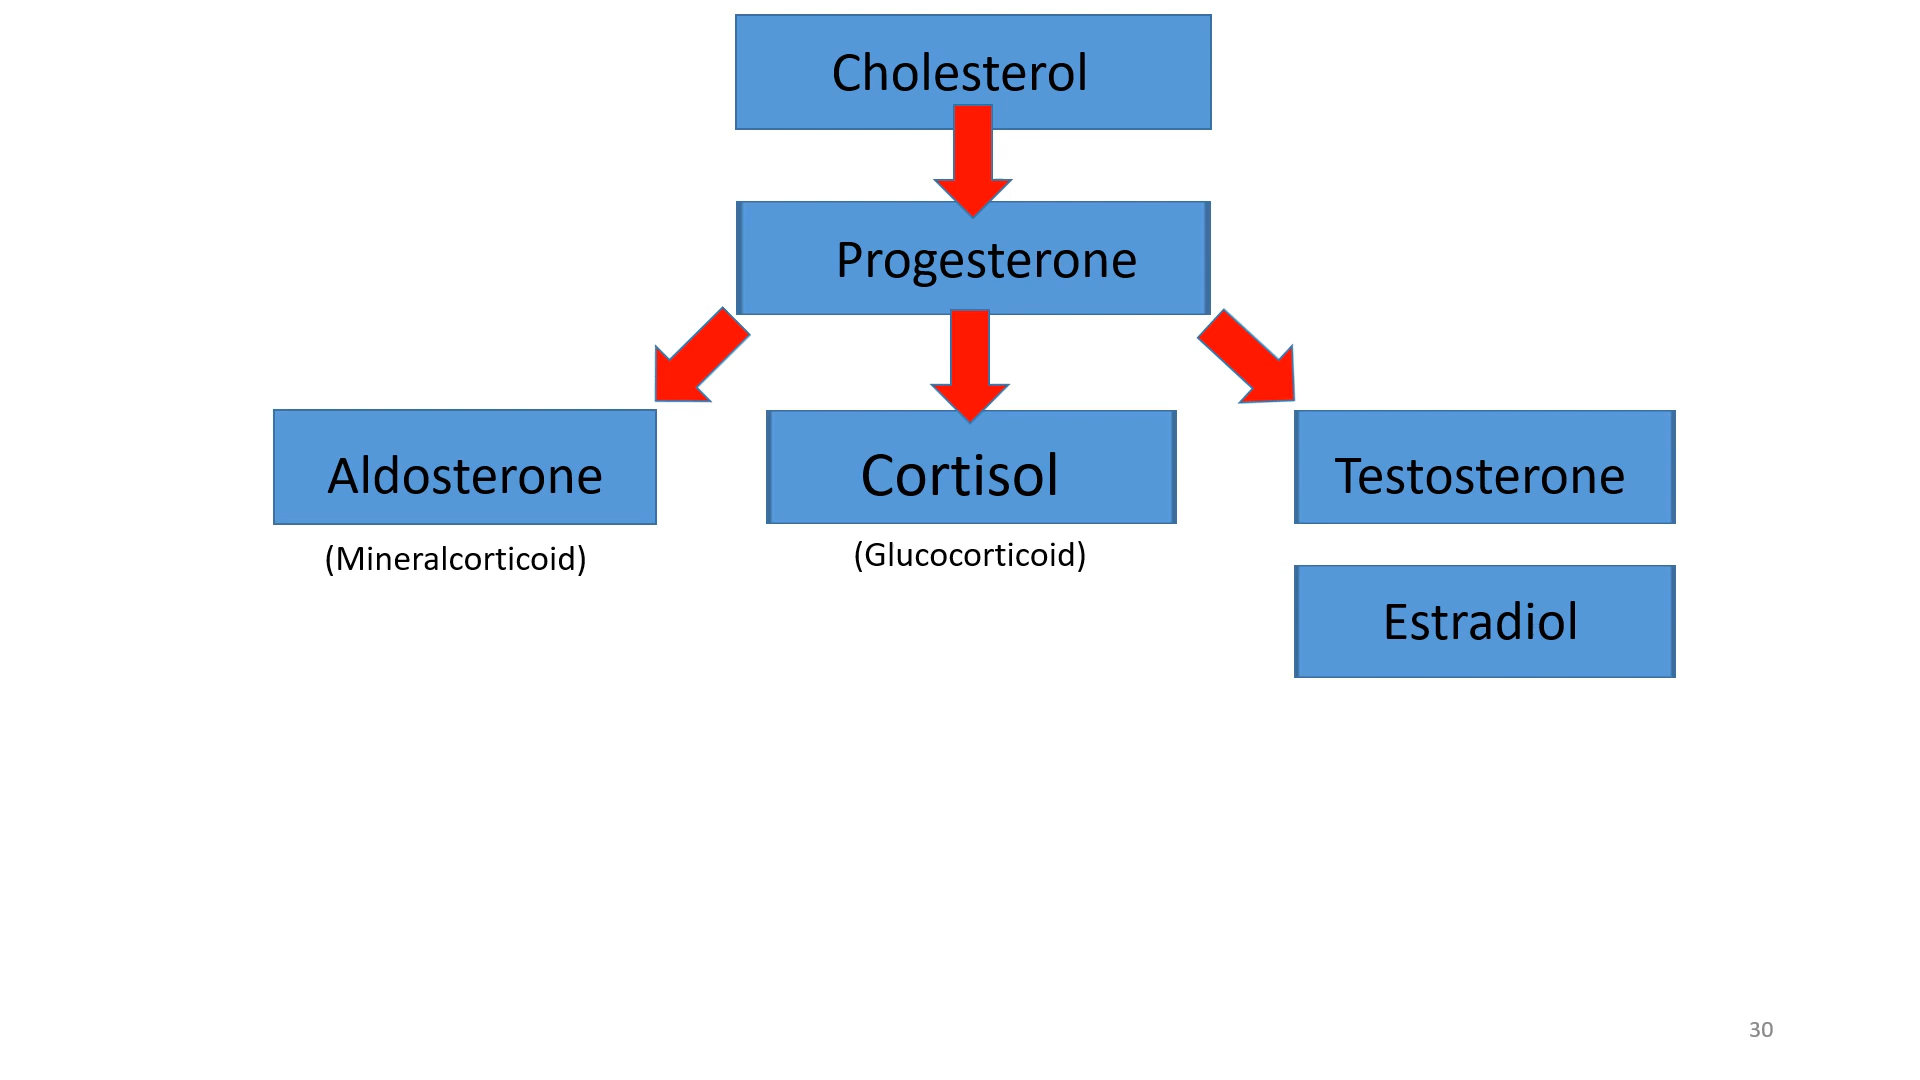 Cholesterol
Progesterone
Aldosterone
Cortisol
Testosterone
(Mineralcorticoid)
(Glucocorticoid)
Estradiol
30